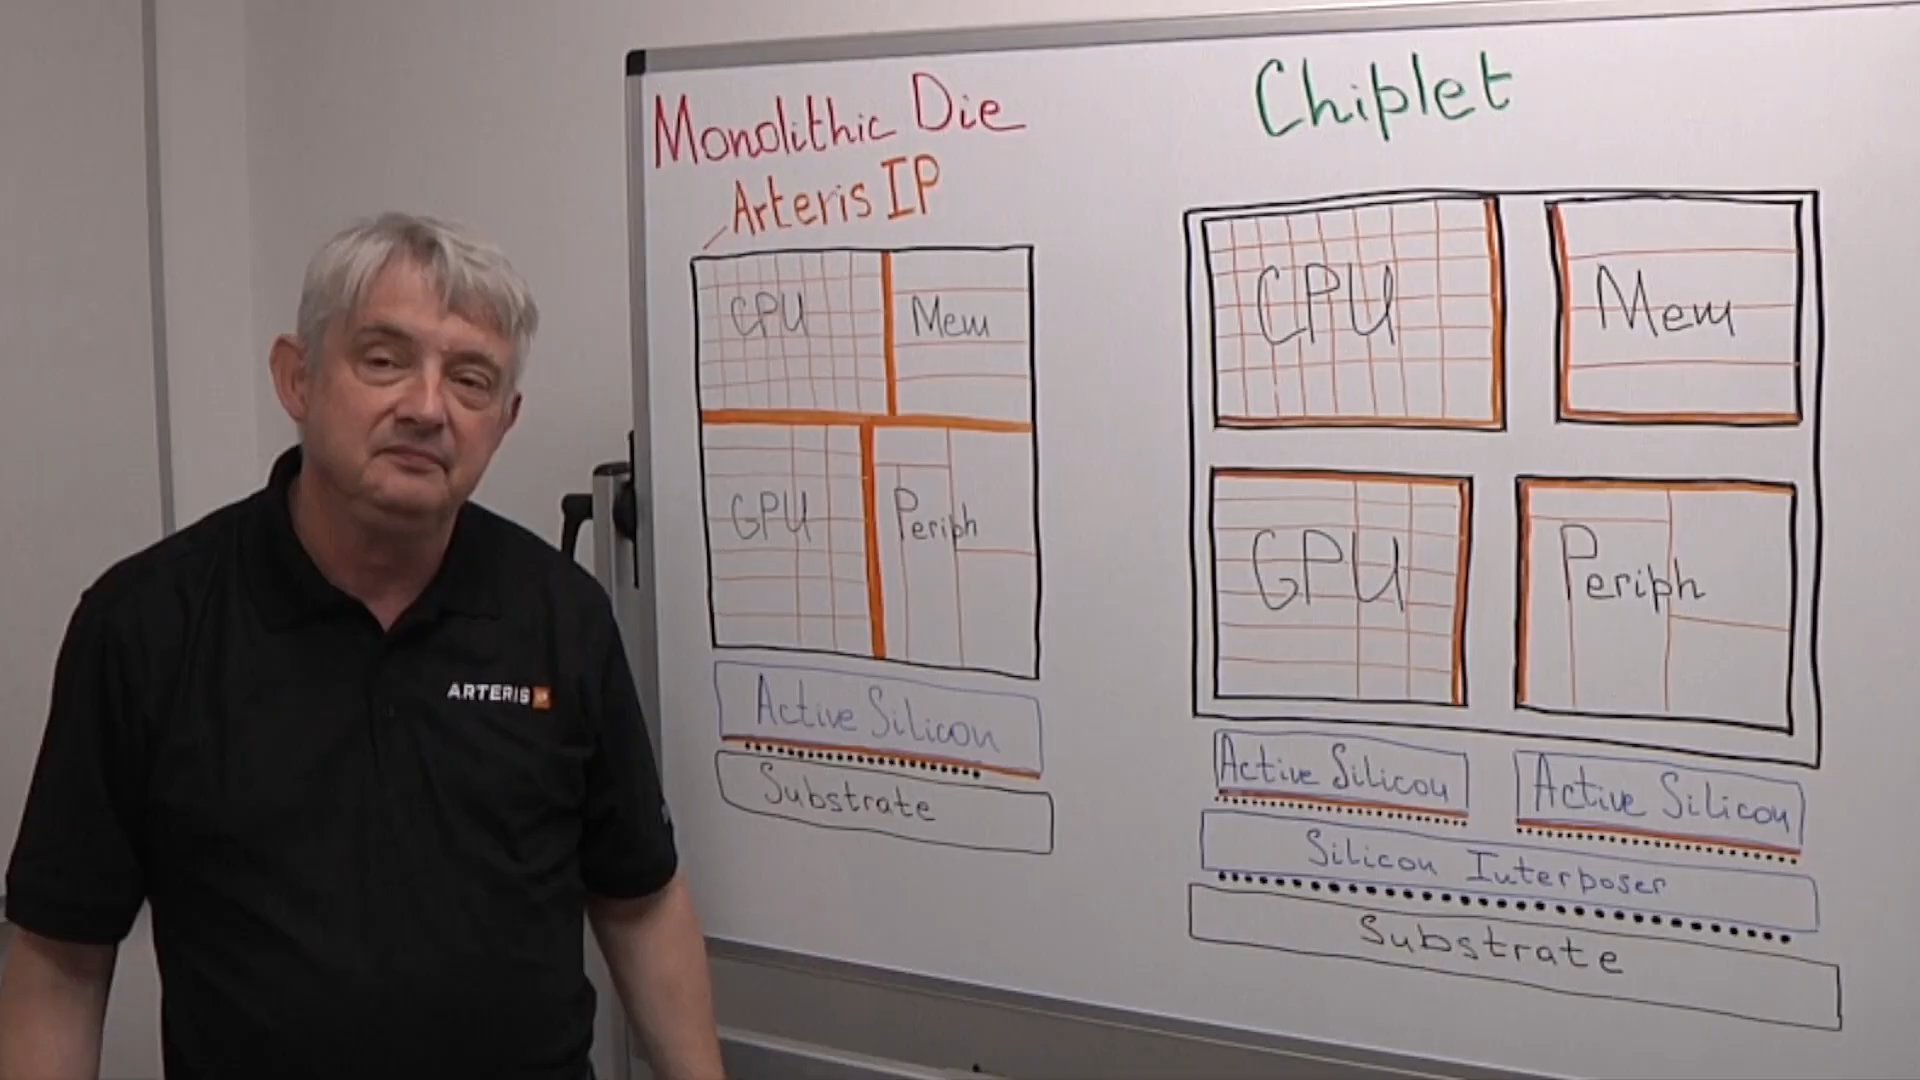 Monolithic Die
Arteris IP
CPU
Mem
GPU
Periph
Active Silicon
Substrate
Chiplet
CPU
Mem
GPU
Periph
Active Silicon
Active Silicon
Silicon Interposer
Substrate
ARTERIS IP